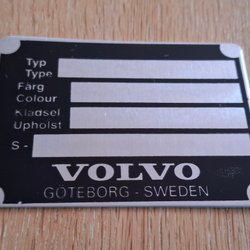 Typ
Type
Färg
Colour
Klädsel
Upholst
S -
VOLVO
GÖTEBORG - SWEDEN